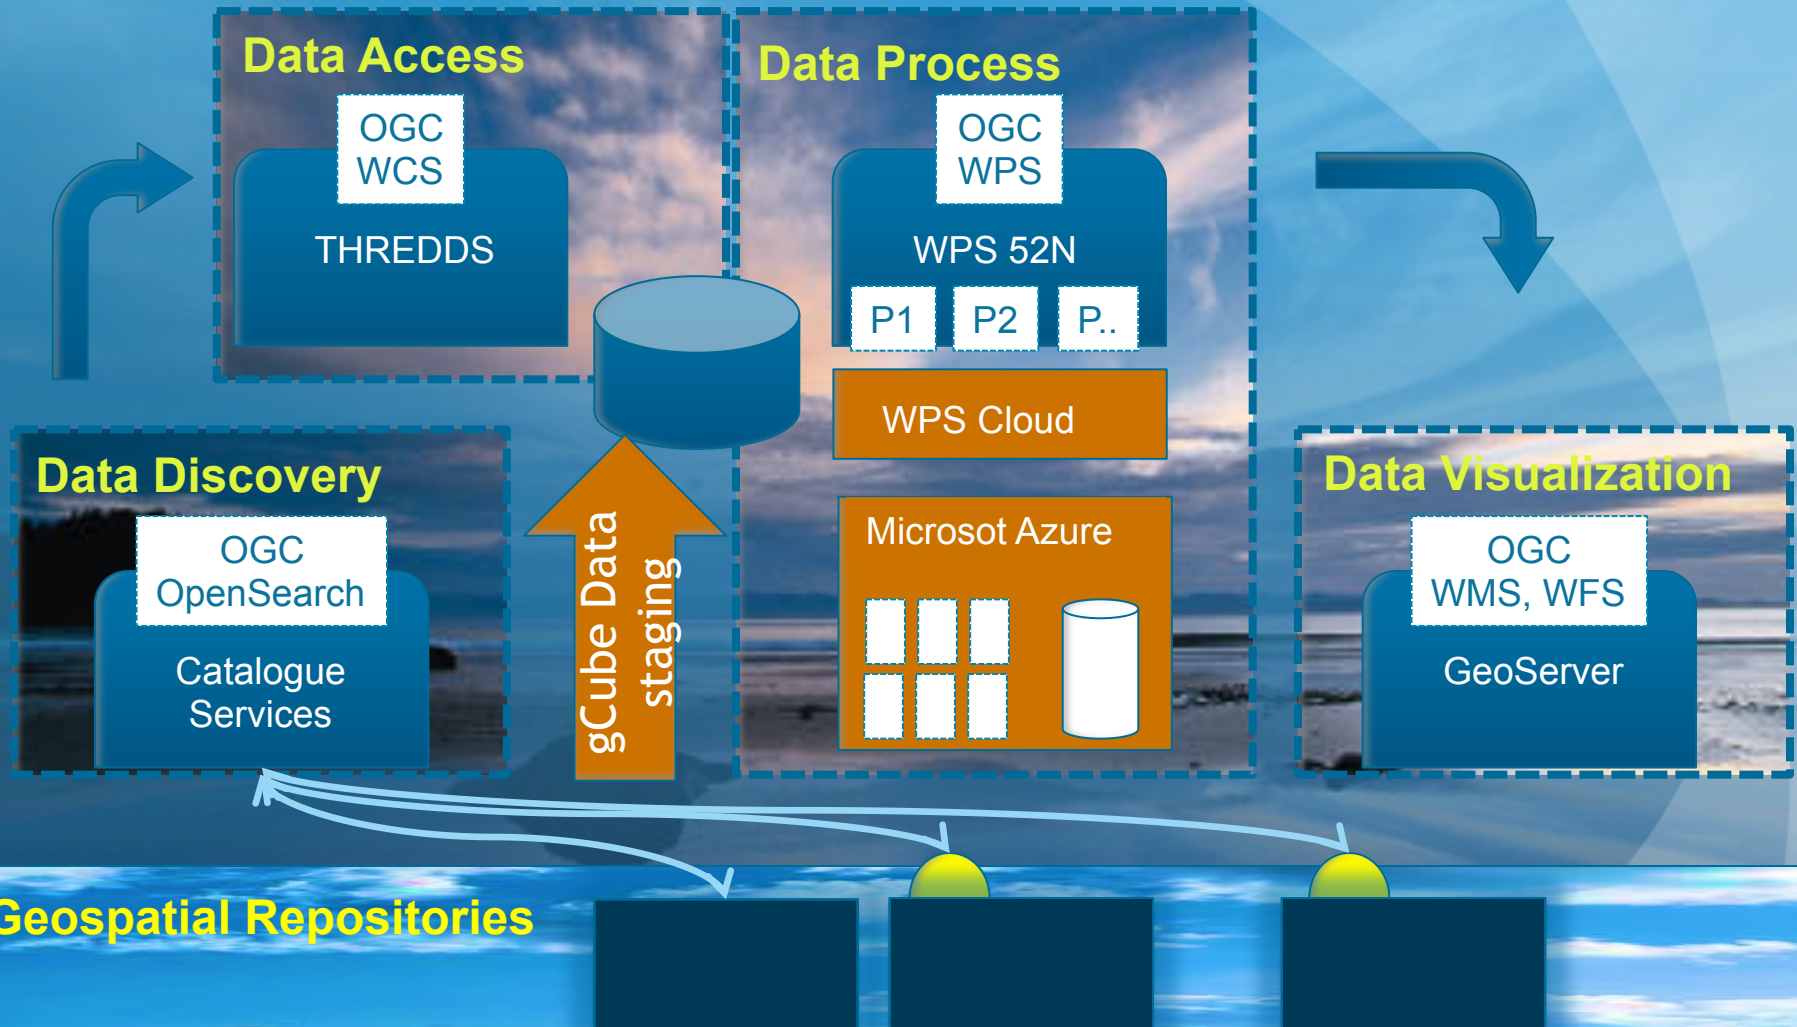 Data Access
OGC
WCS
THREDDS
Data Process
OGC
WPS
WPS 52N
P1
P2
P..
WPS Cloud
Microsot Azure
Data Discovery
OGC
OpenSearch
Catalogue
Services
gCube Data
staging
Data Visualization
OGC
WMS, WFS
GeoServer
Geospatial Repositories